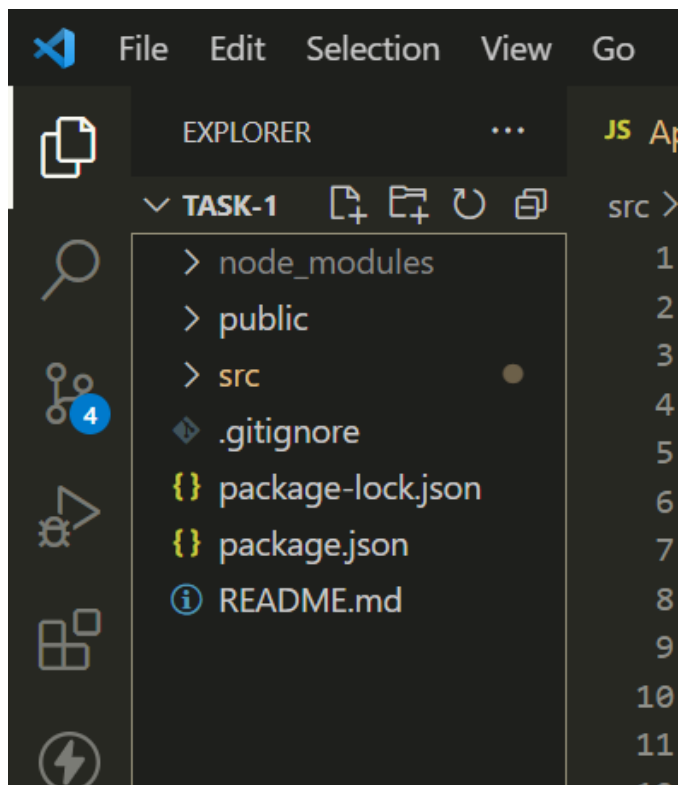 File Edit Selection View Go
EXPLORER ...
JS Ap
TASK-1
src >
> node_modules
> public
> src
4
.gitignore
{} package-lock.json
{} package.json
README.md
1
2
3
4
5
6
7
8
9
10
11